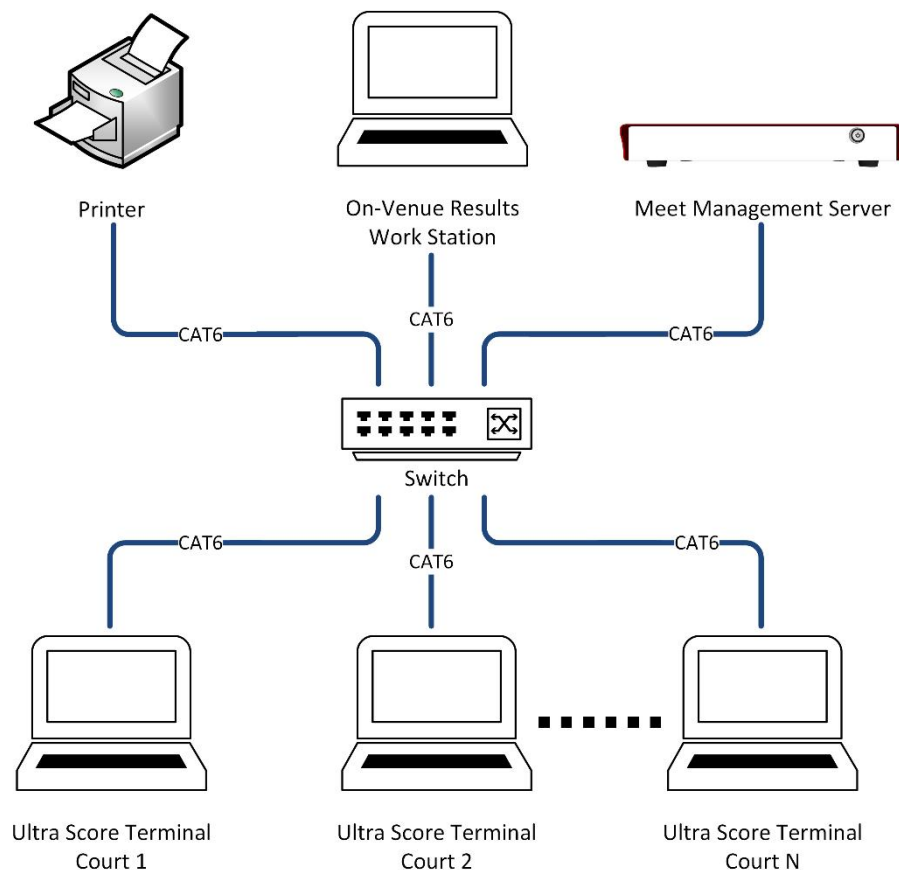 Printer
On-Venue Results
Work Station
Meet Management Server
CAT6
CAT6
CAT6
Switch
CAT6
CAT6
CAT6
Ultra Score Terminal
Court 1
Ultra Score Terminal
Court 2
Ultra Score Terminal
Court N